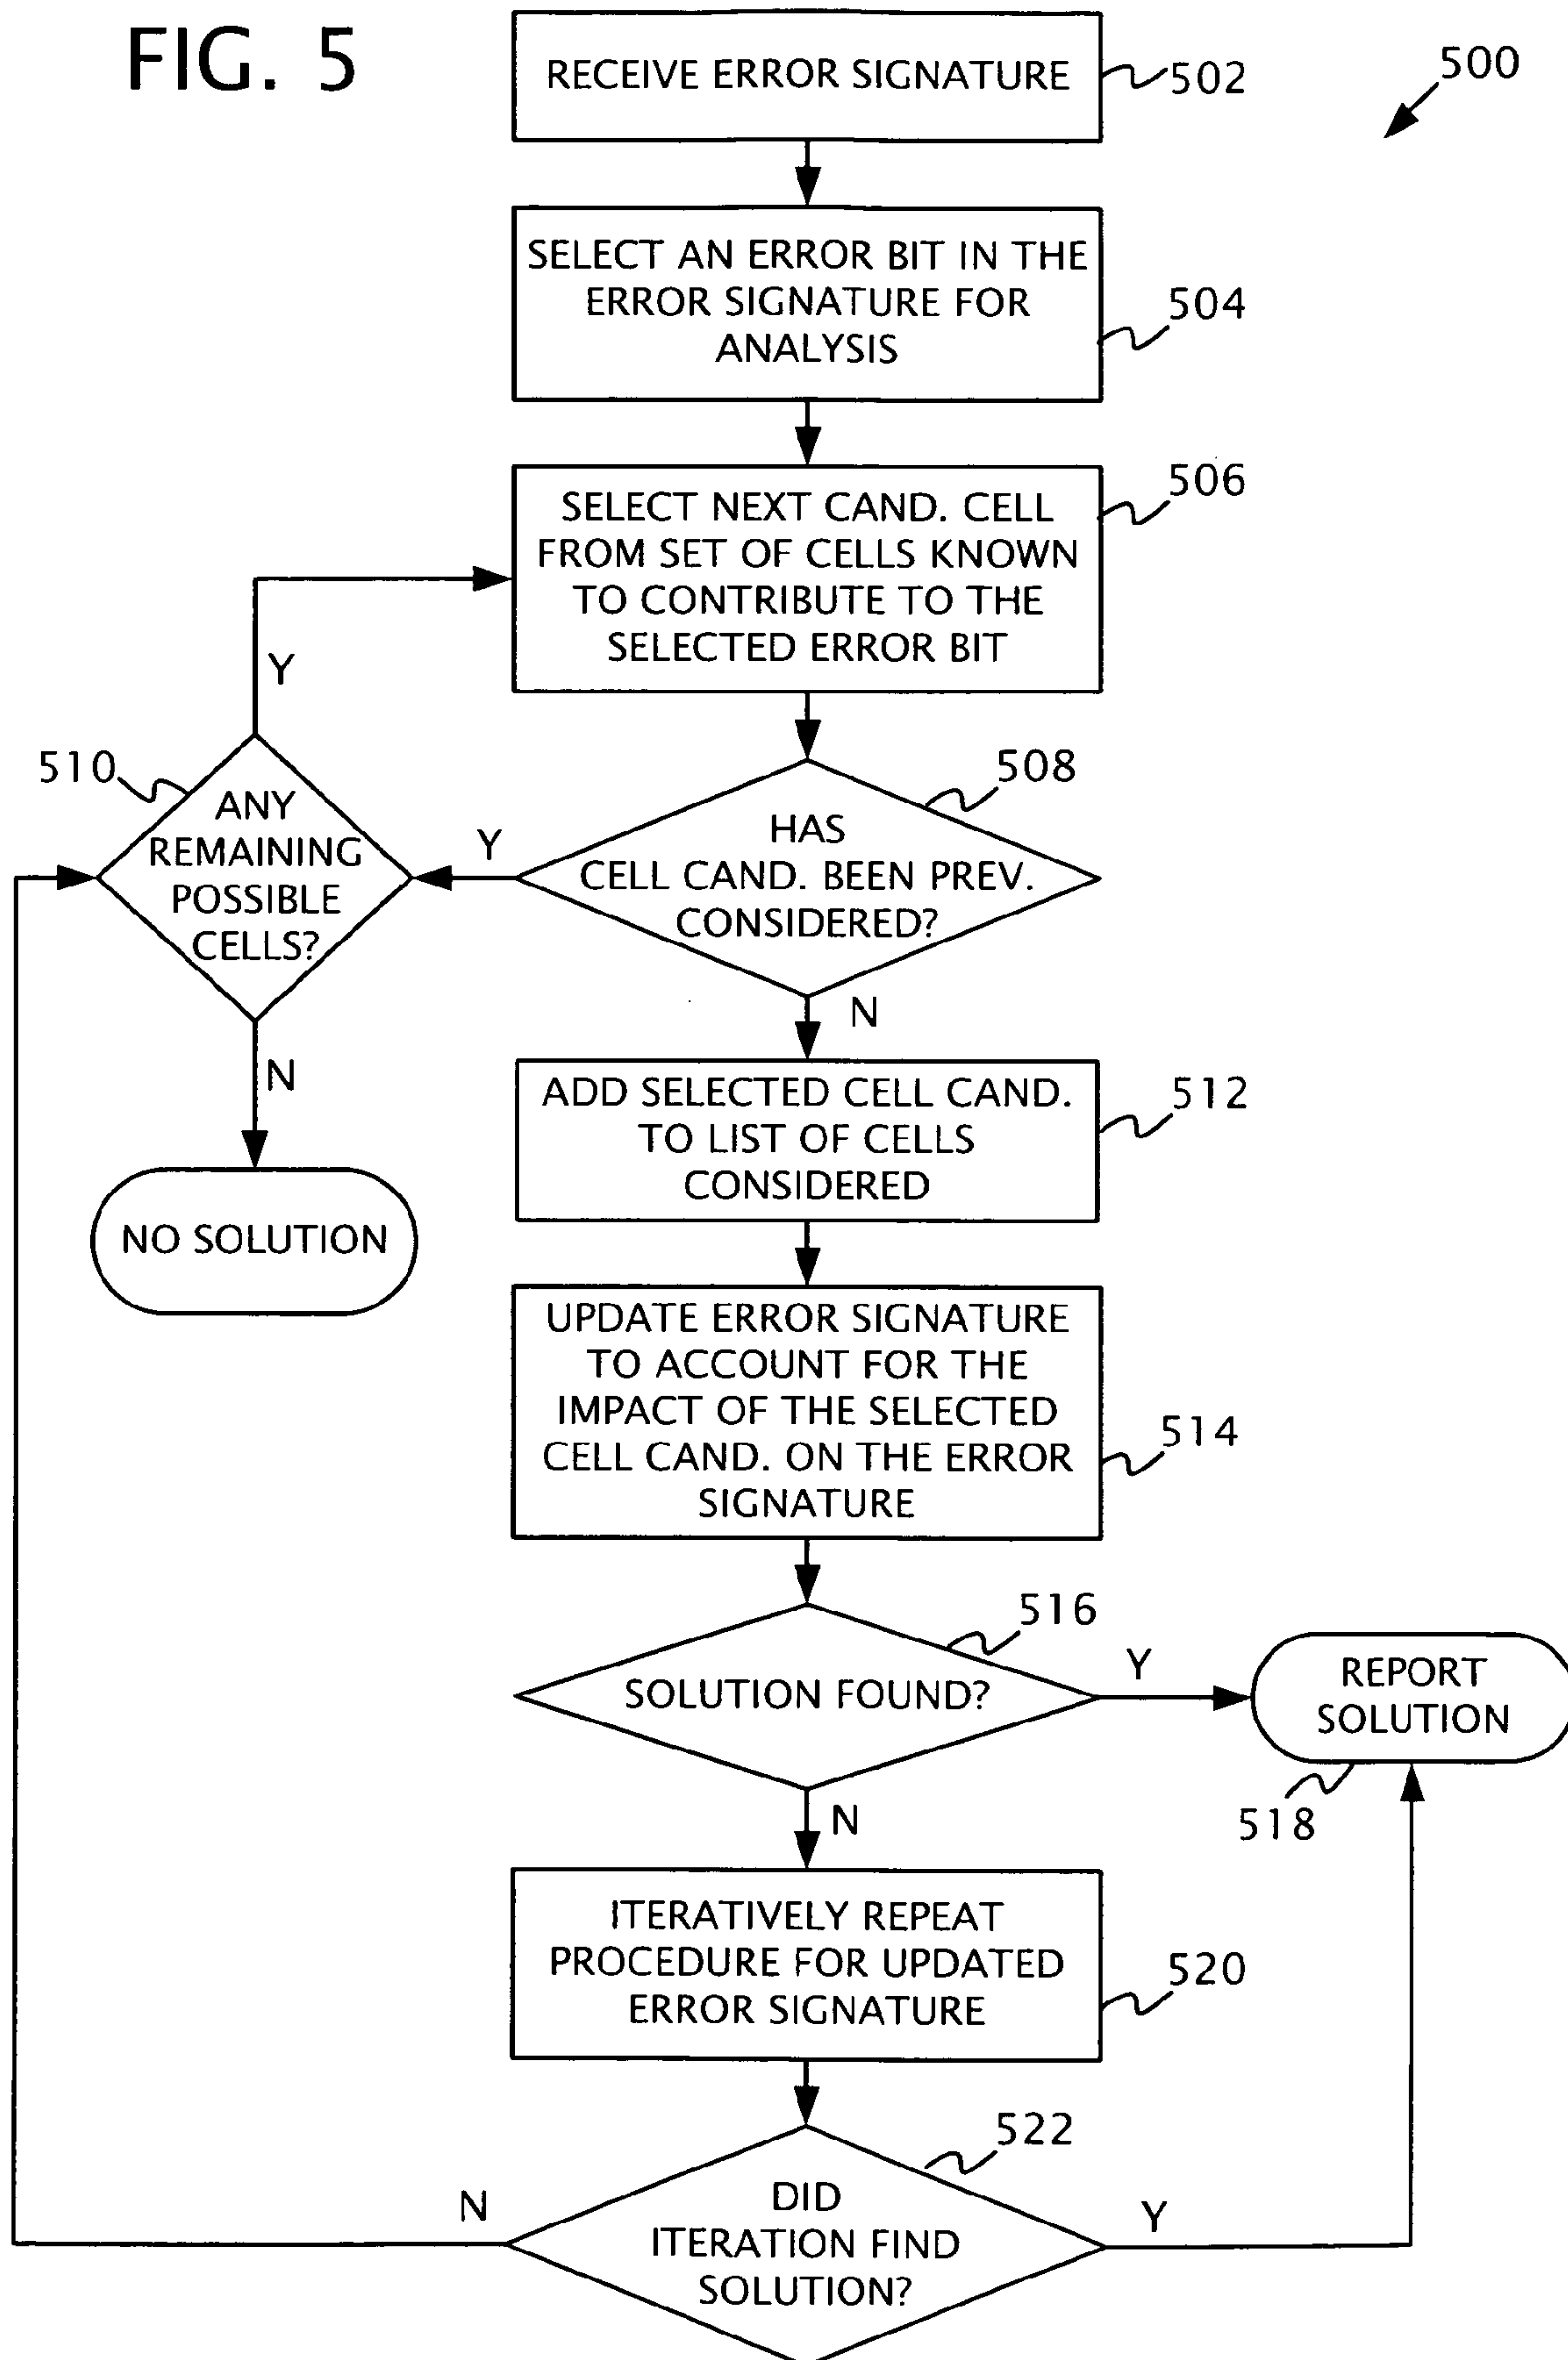 FIG. 5
500
RECEIVE ERROR SIGNATURE
502
SELECT AN ERROR BIT IN THE
ERROR SIGNATURE FOR
ANALYSIS
504
SELECT NEXT CAND. CELL
FROM SET OF CELLS KNOWN
TO CONTRIBUTE TO THE
SELECTED ERROR BIT
506
Y
510
ANY
REMAINING
POSSIBLE
CELLS?
Y
HAS
CELL CAND. BEEN PREV.
CONSIDERED?
508
N
N
NO SOLUTION
ADD SELECTED CELL CAND.
TO LIST OF CELLS
CONSIDERED
512
UPDATE ERROR SIGNATURE
TO ACCOUNT FOR THE
IMPACT OF THE SELECTED
CELL CAND. ON THE ERROR
SIGNATURE
514
SOLUTION FOUND?
516
Y
REPORT
SOLUTION
518
N
ITERATIVELY REPEAT
PROCEDURE FOR UPDATED
ERROR SIGNATURE
520
DID
ITERATION FIND
SOLUTION?
522
N
Y